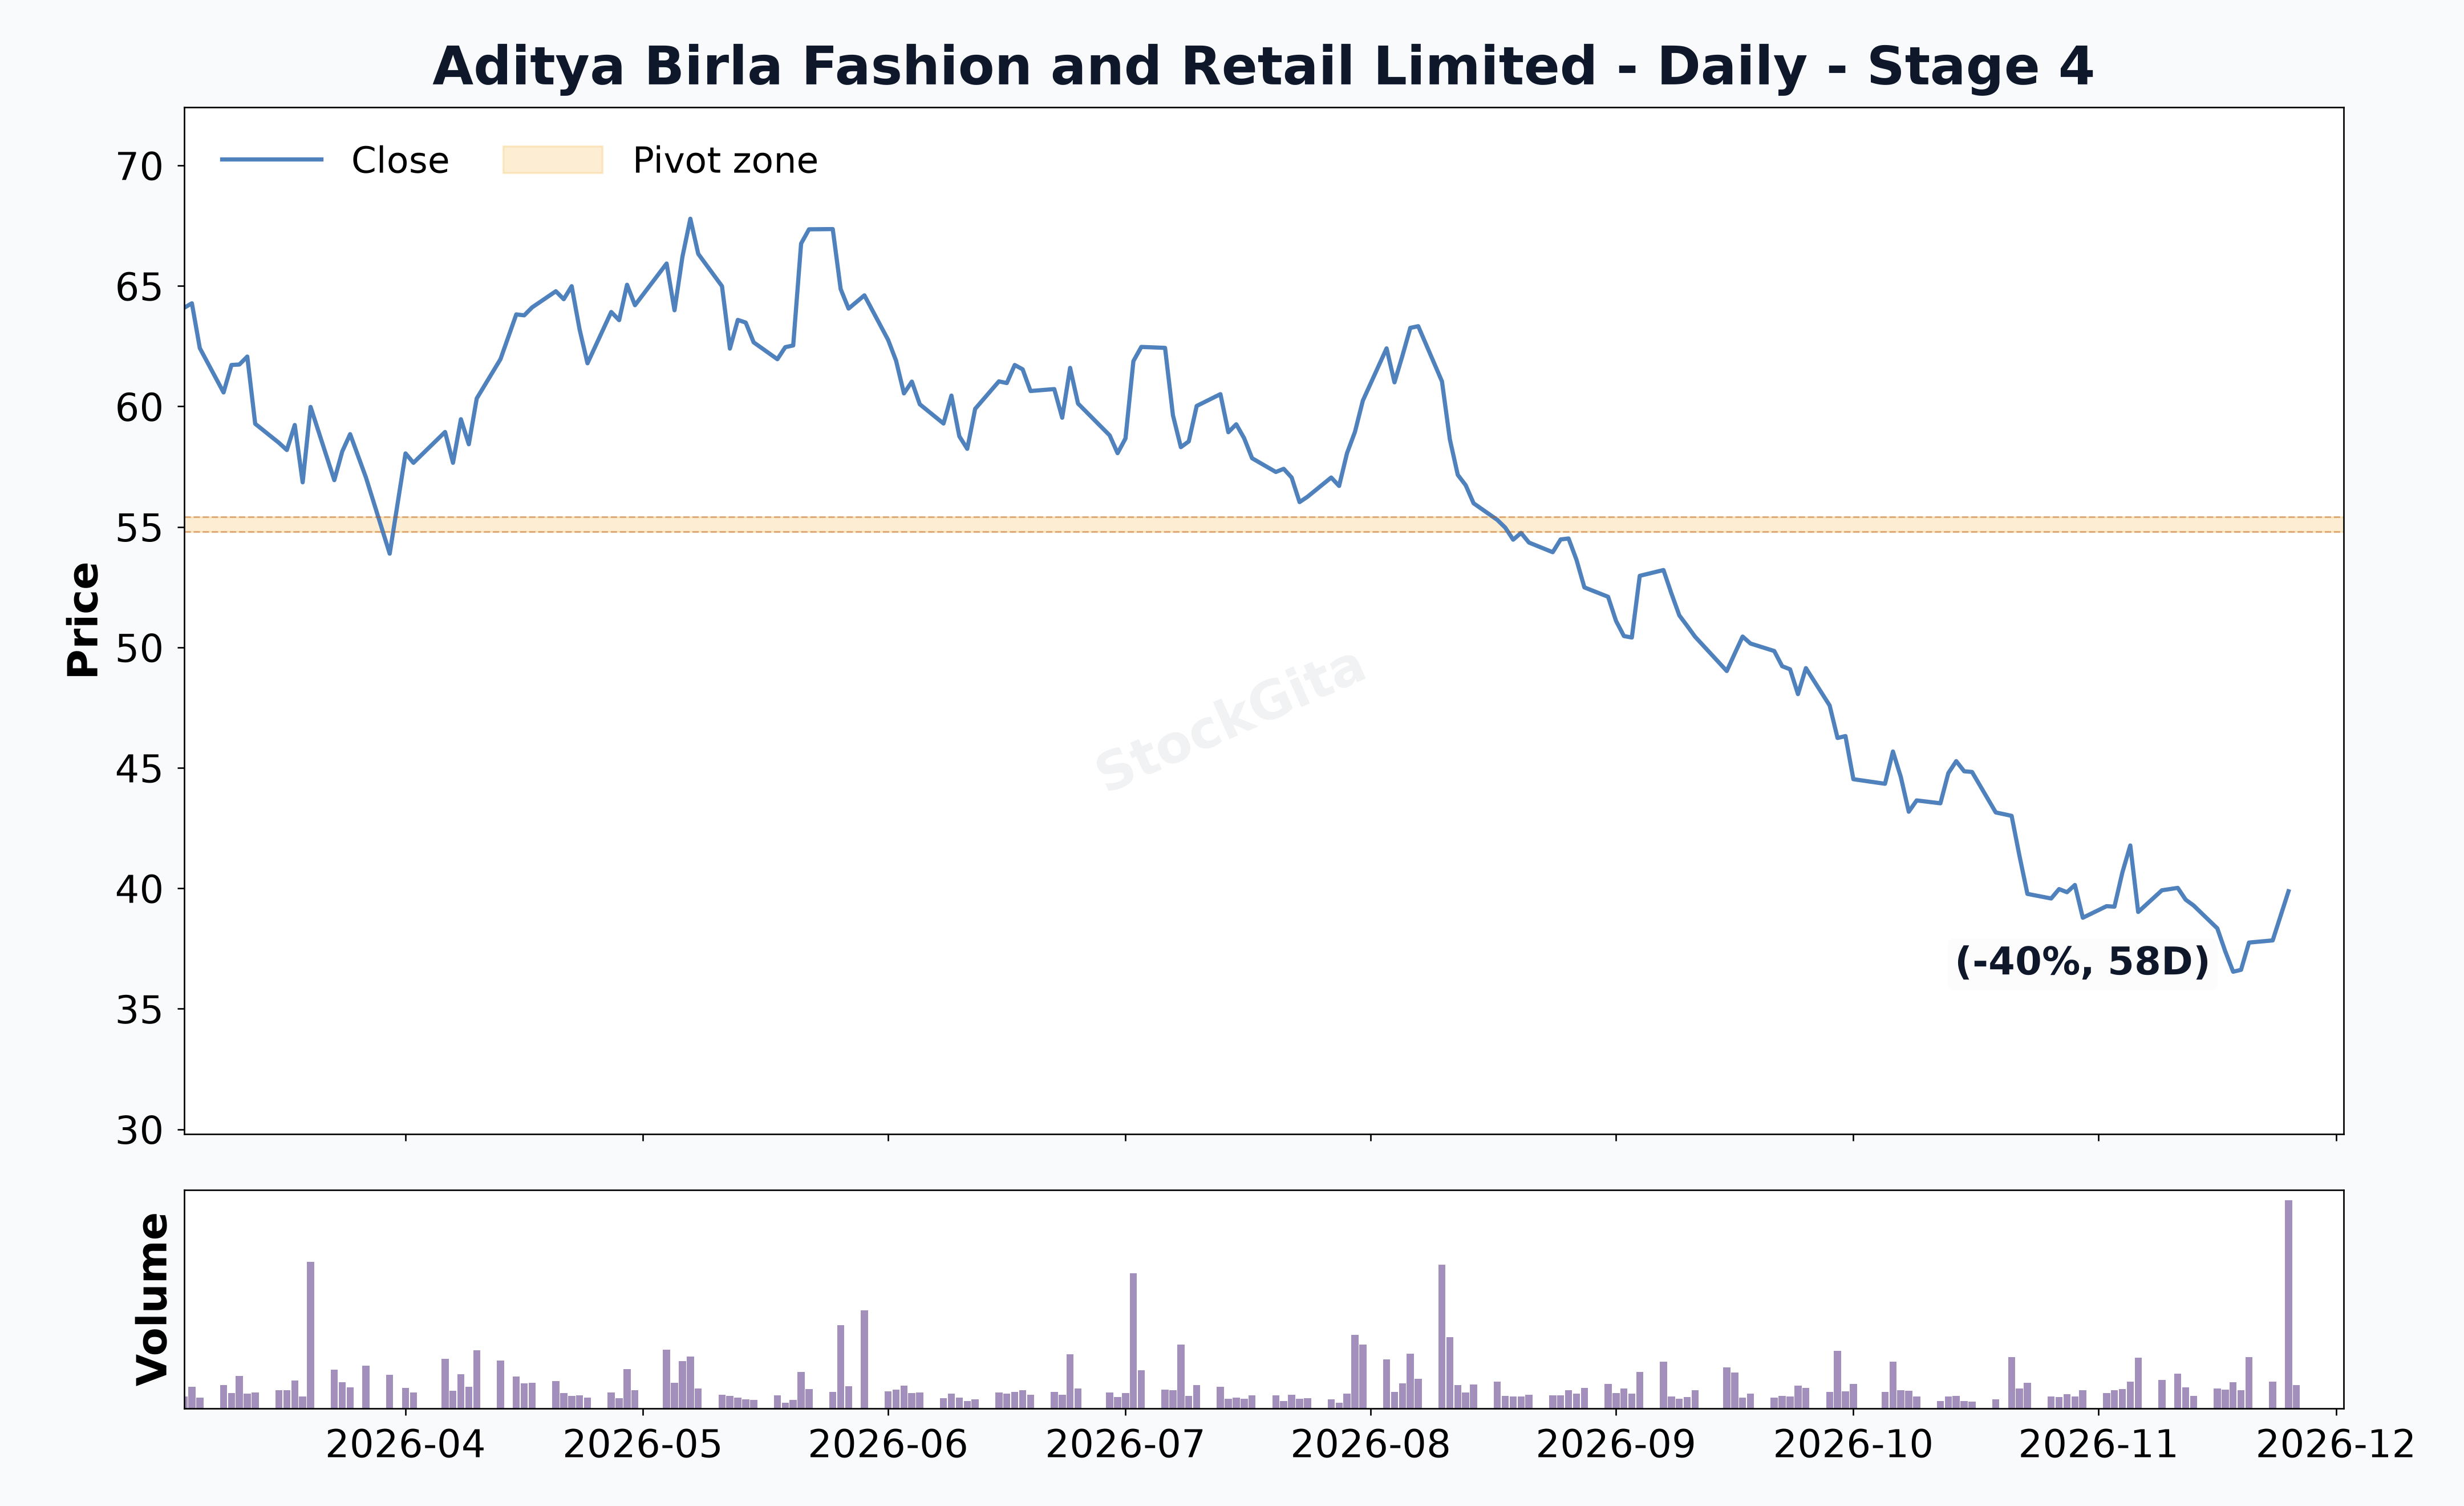 Aditya Birla Fashion and Retail Limited - Daily - Stage 4
Close
Pivot zone
Price
70
65
60
55
50
45
40
35
30
StockGita
(-40%, 58D)
Volume
2026-04
2026-05
2026-06
2026-07
2026-08
2026-09
2026-10
2026-11
2026-12